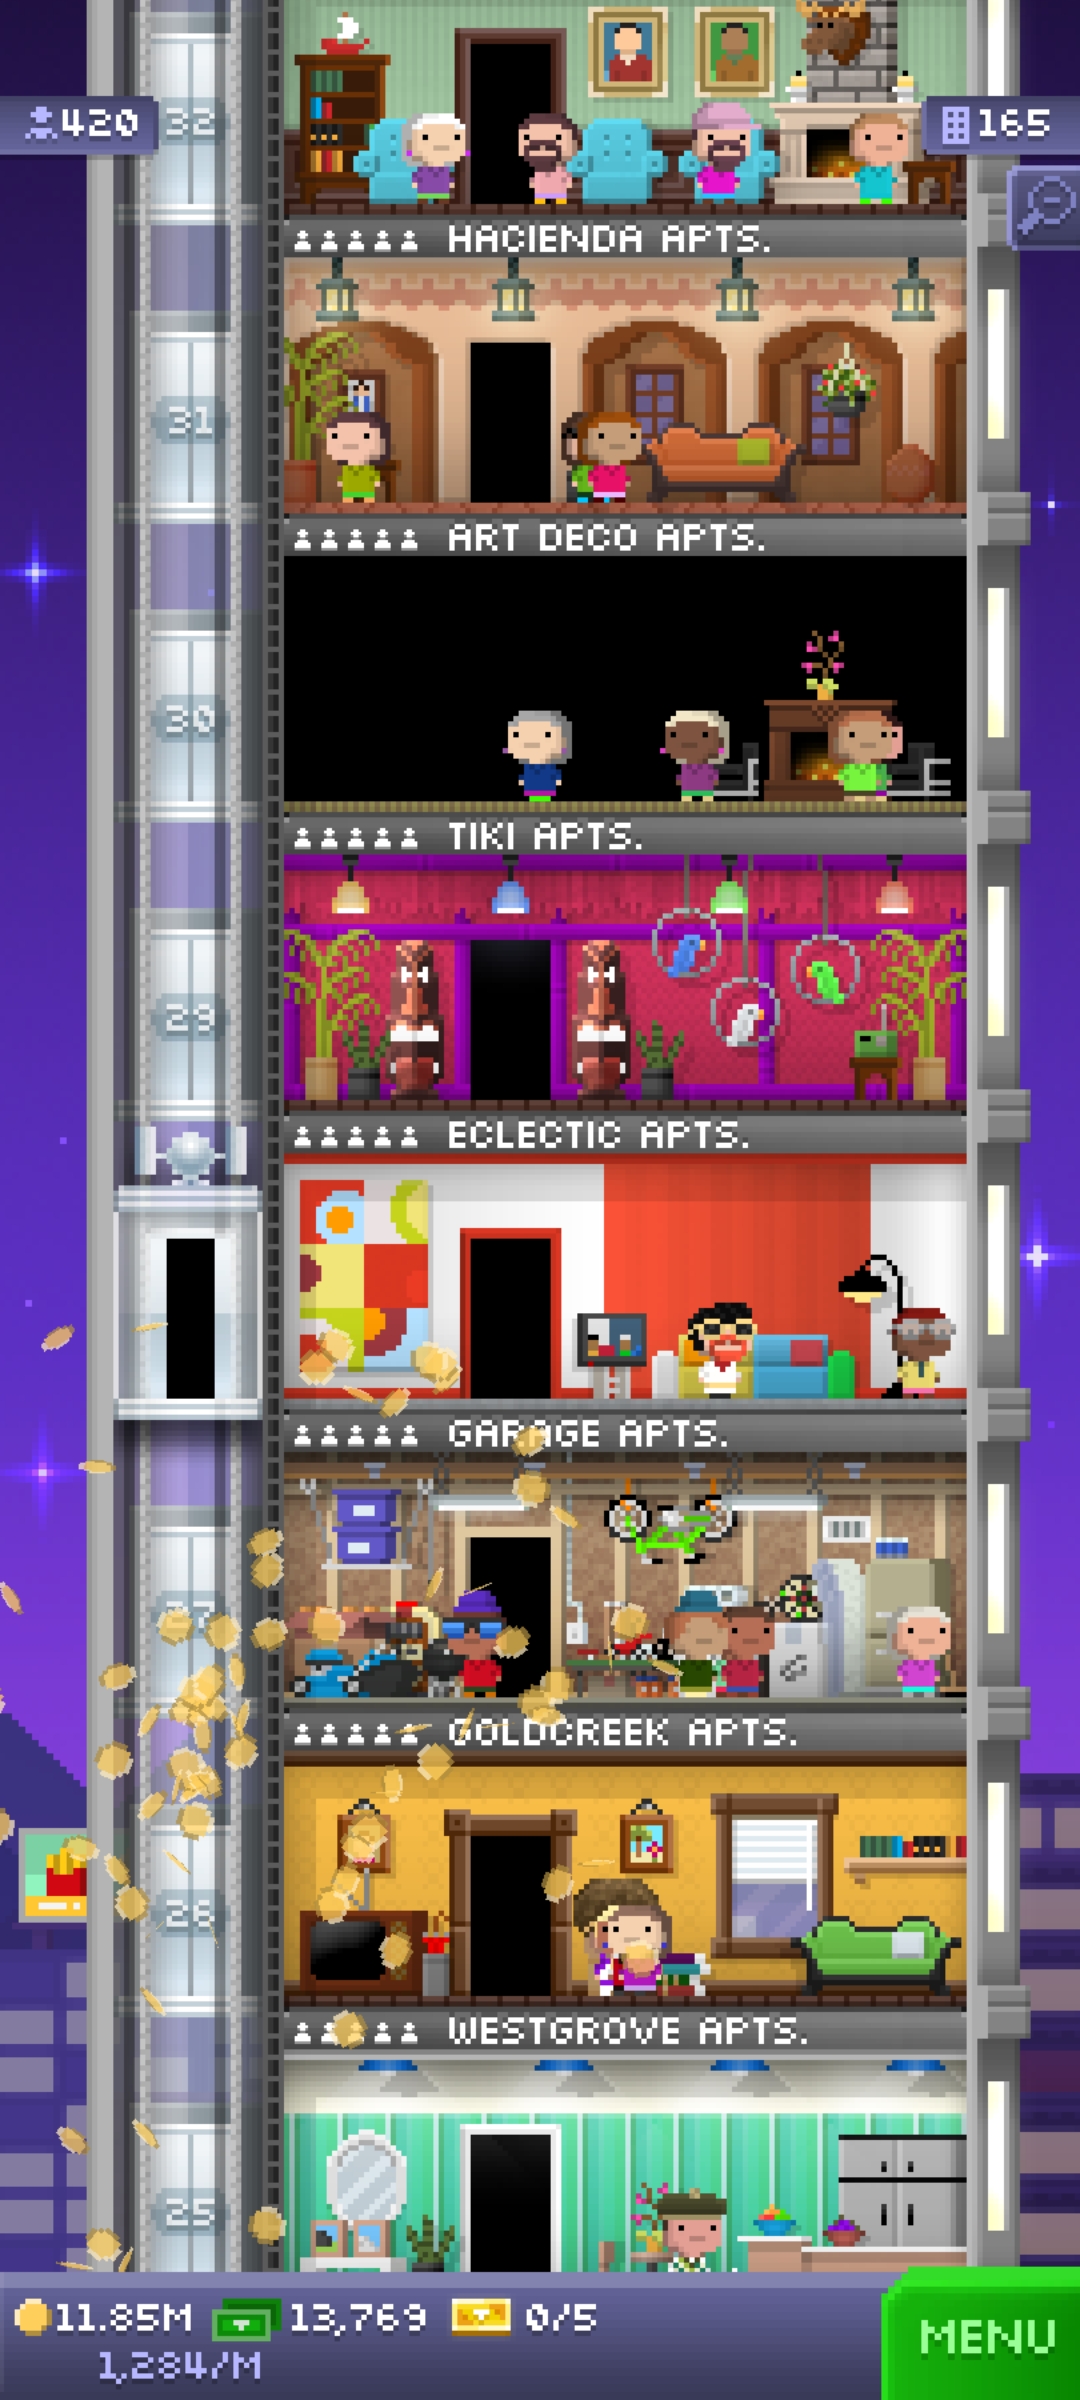 420
32
165
HACIENDA APTS.
31
ART DECO APTS.
30
TIKI APTS.
29
ECLECTIC APTS.
GARAGE APTS.
27
GOLDCREEK APTS.
26
WESTGROVE APTS.
25
11.85M 13,769 0/5
1,284/M
MENU